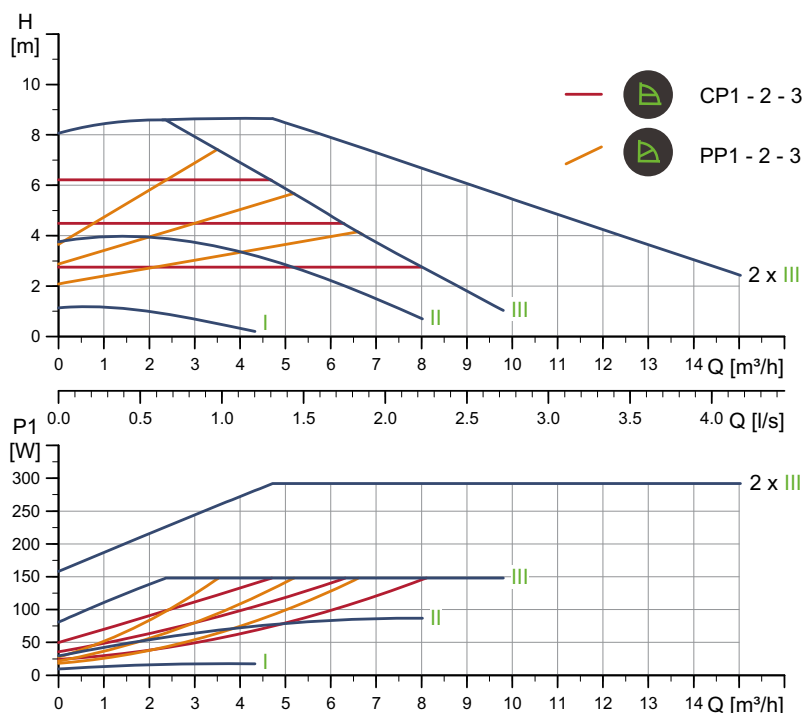 H
[m]
10
8
6
4
2
0
CP1 - 2 - 3
PP1 - 2 - 3
2 x III
III
II
I
0 1 2 3 4 5 6 7 8 9 10 11 12 13 14 Q [m³/h]
0.0 0.5 1.0 1.5 2.0 2.5 3.0 3.5 4.0 Q [l/s]
P1
[W]
300
250
200
150
100
50
0
2 x III
III
II
I
0 1 2 3 4 5 6 7 8 9 10 11 12 13 14 Q [m³/h]